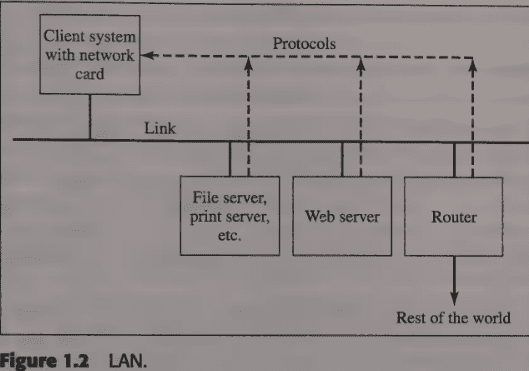 Client system
with network
card
Protocols
Link
File server,
print server,
etc.
Web server
Router
Rest of the world
Figure 1.2 LAN.